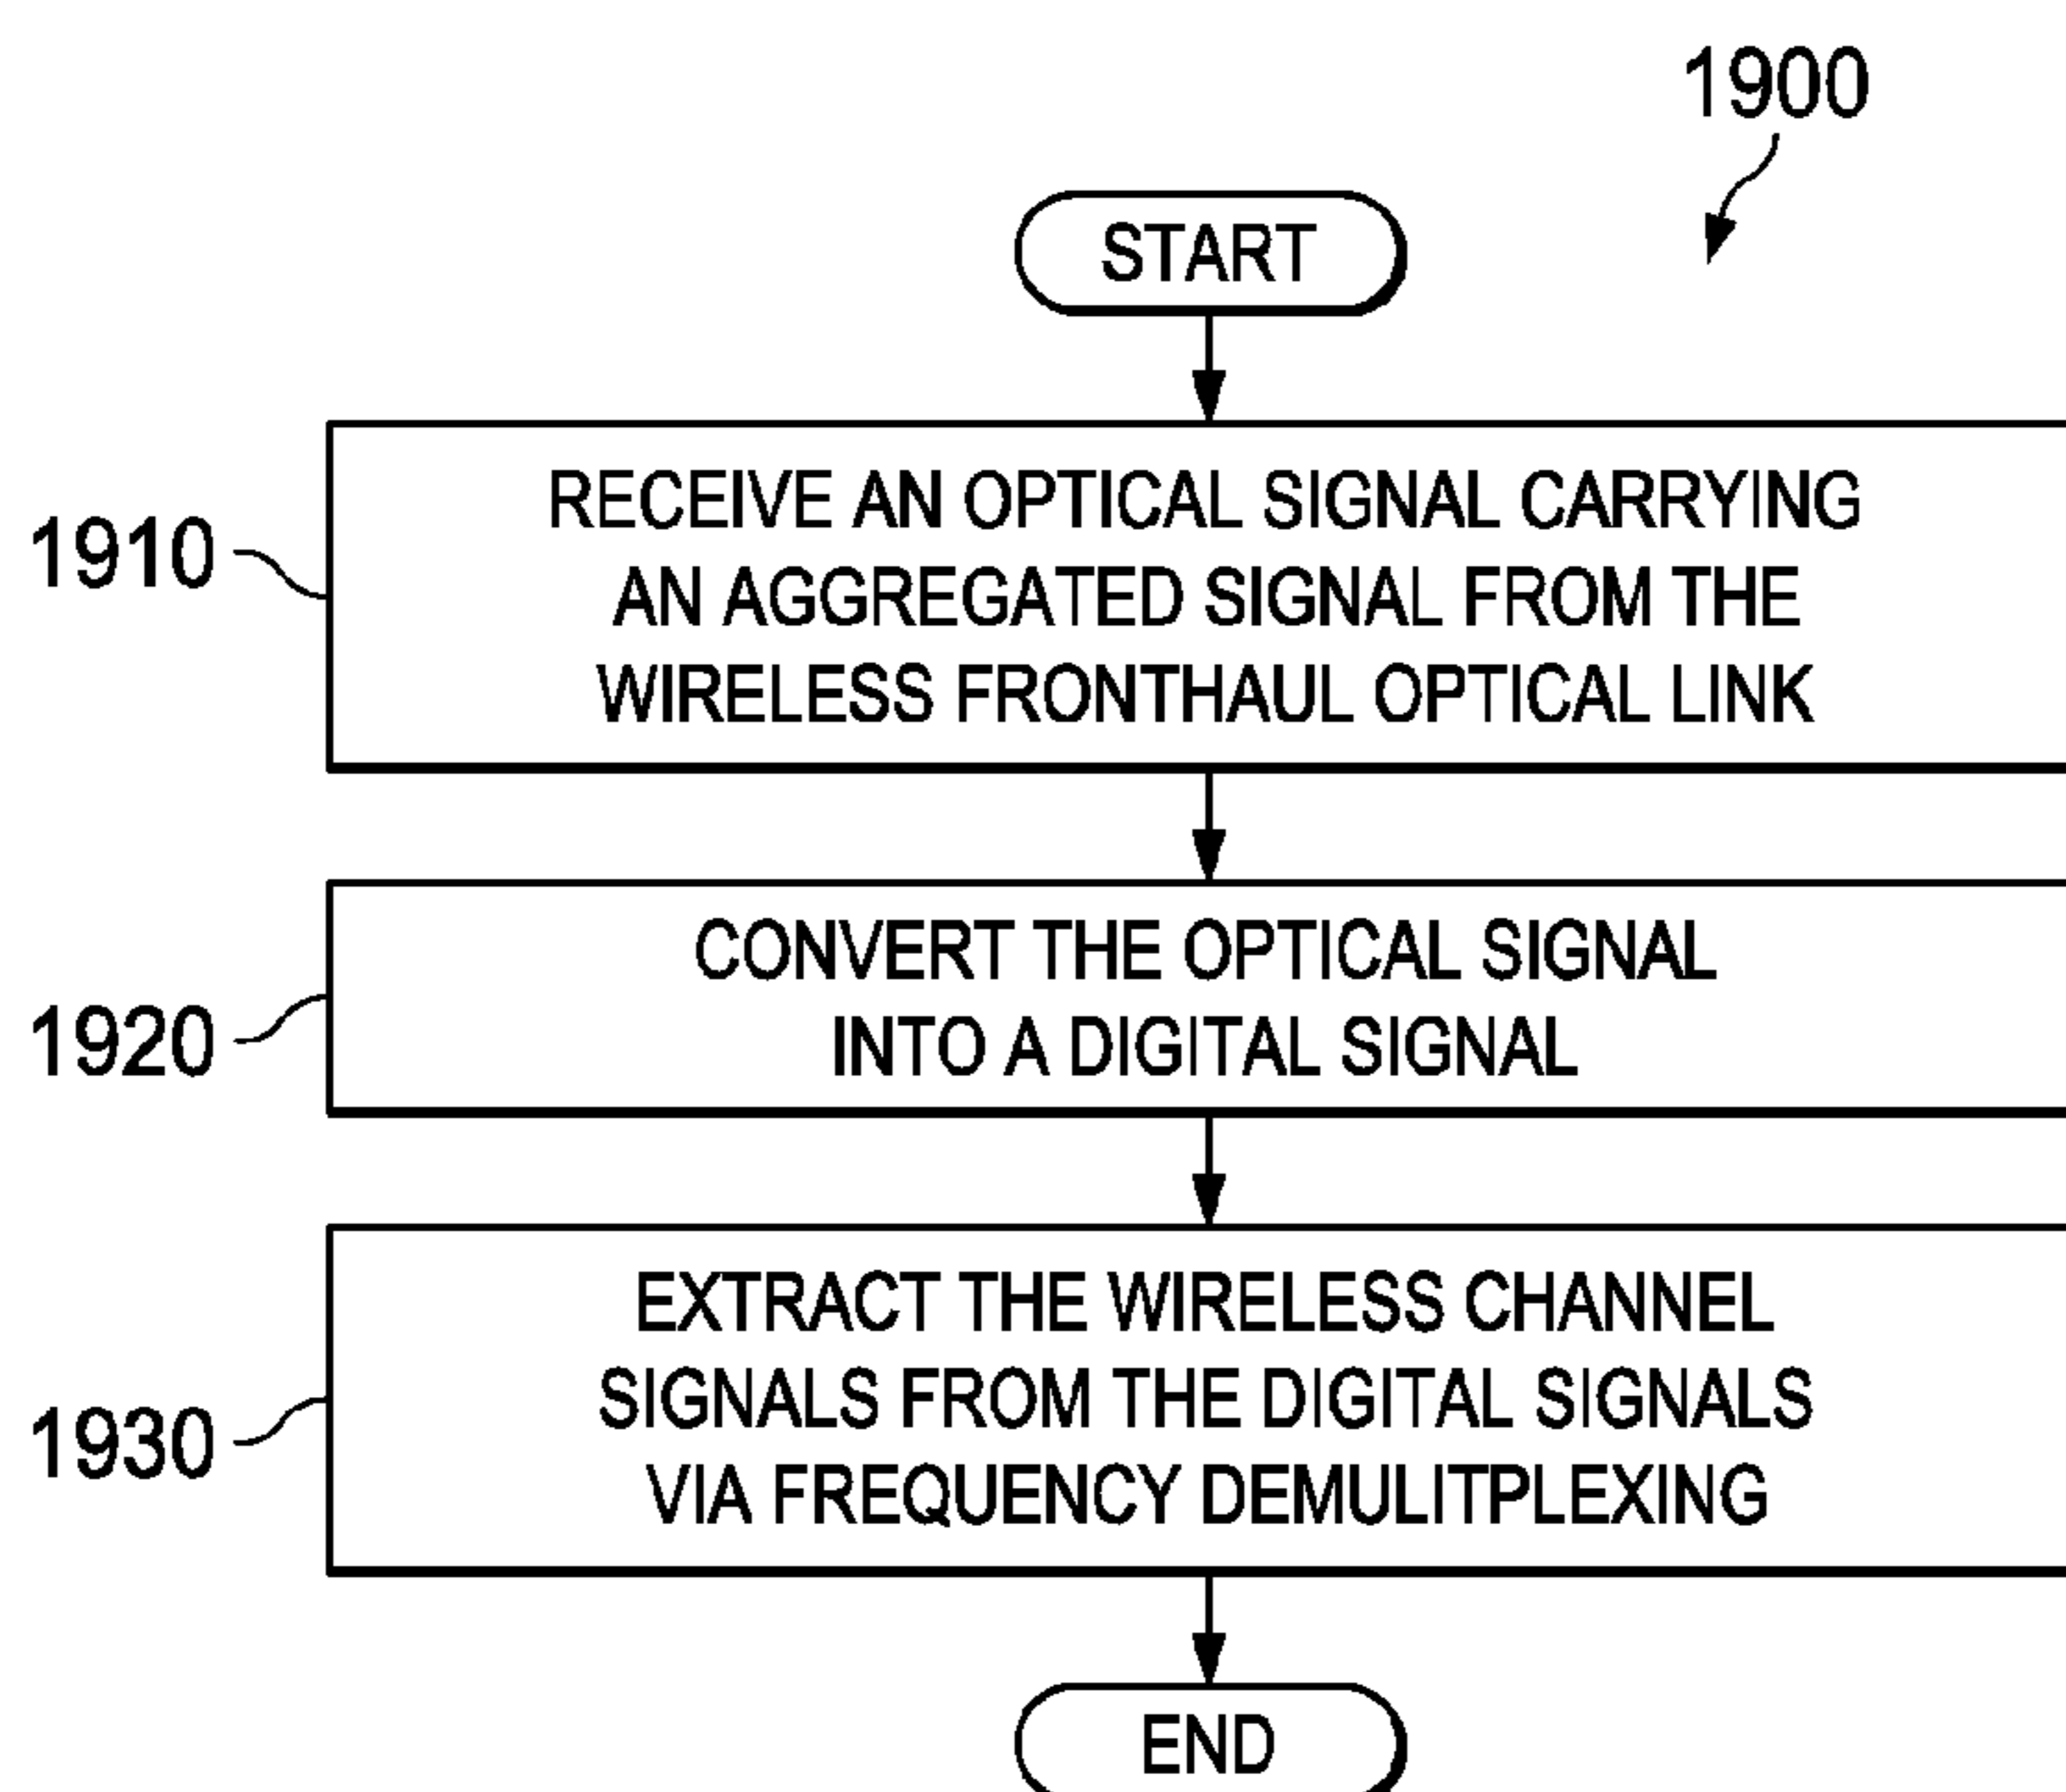 1900
START
1910
RECEIVE AN OPTICAL SIGNAL CARRYING
AN AGGREGATED SIGNAL FROM THE
WIRELESS FRONTHAUL OPTICAL LINK
1920
CONVERT THE OPTICAL SIGNAL
INTO A DIGITAL SIGNAL
1930
EXTRACT THE WIRELESS CHANNEL
SIGNALS FROM THE DIGITAL SIGNALS
VIA FREQUENCY DEMULITPLEXING
END